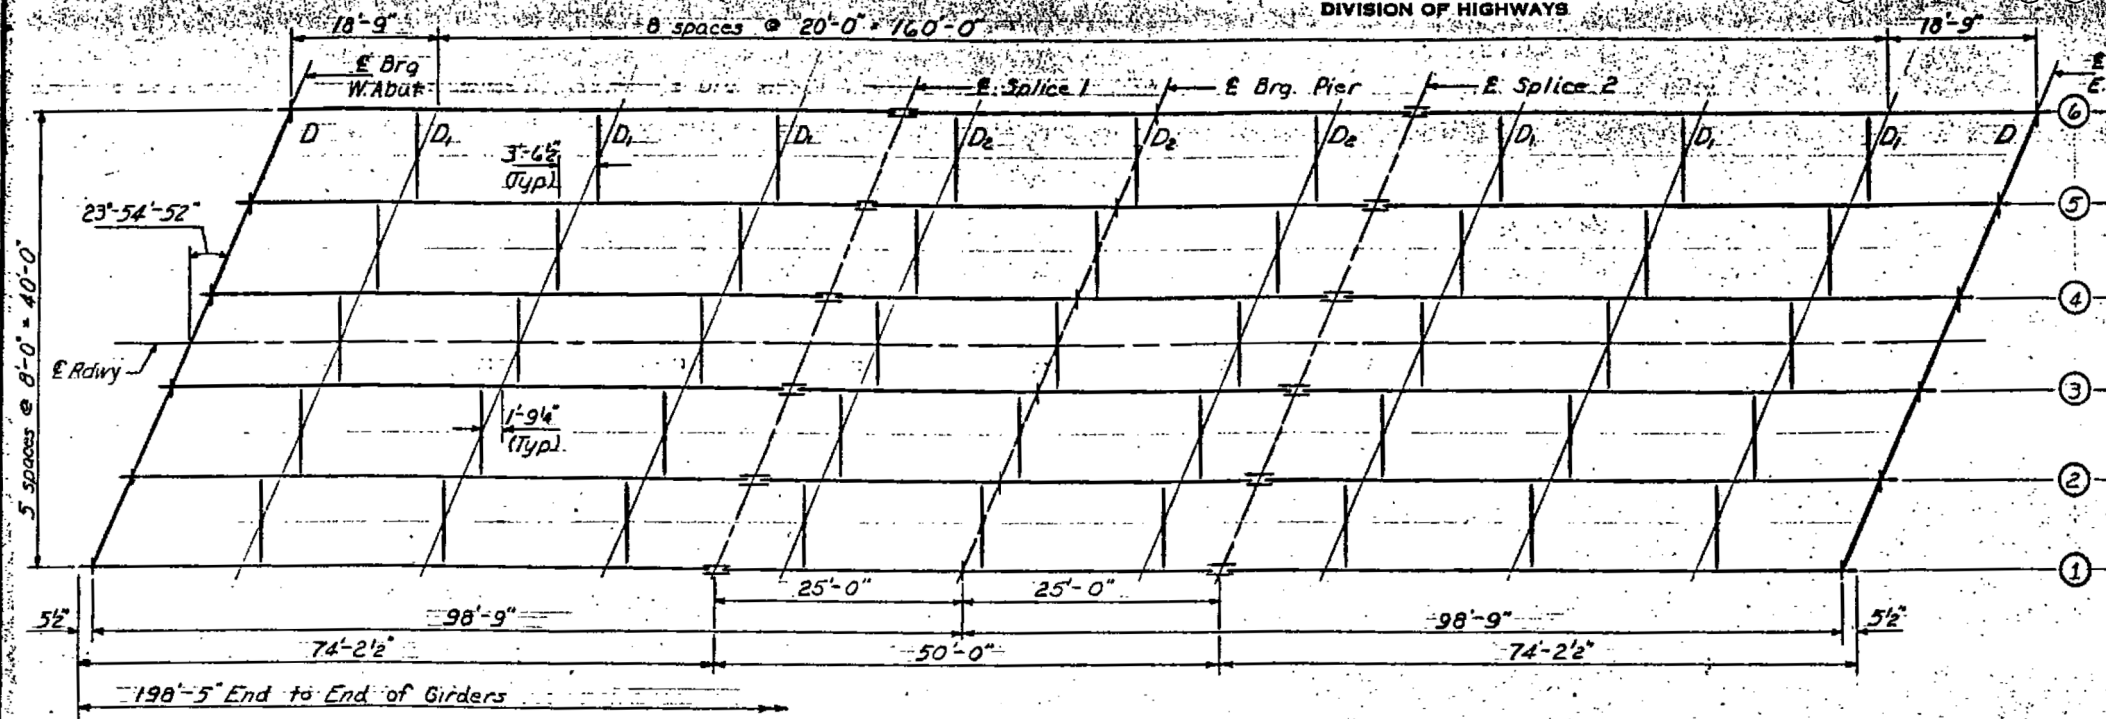 DIVISION OF HIGHWAYS
18'-9" 8 spaces @ 20'-0" = 160'-0" 18'-9"
℄ Brg
W. Abut
℄ Splice 1 ℄ Brg. Pier ℄ Splice 2 ℄
E.
D D₁ D₁ D₁ D₂ D₂ D₂ D₁ D₁ D₁ D
6
3'-6½"
(Typ.)
5
23°-54'-52"
4
5 spaces @ 8'-0" = 40'-0"
℄ Rdwy
3
1'-9¼"
(Typ).
2
1
25'-0" 25'-0"
5½" 98'-9" 98'-9" 5½"
74'-2½" 50'-0" 74'-2½"
198'-5" End to End of Girders